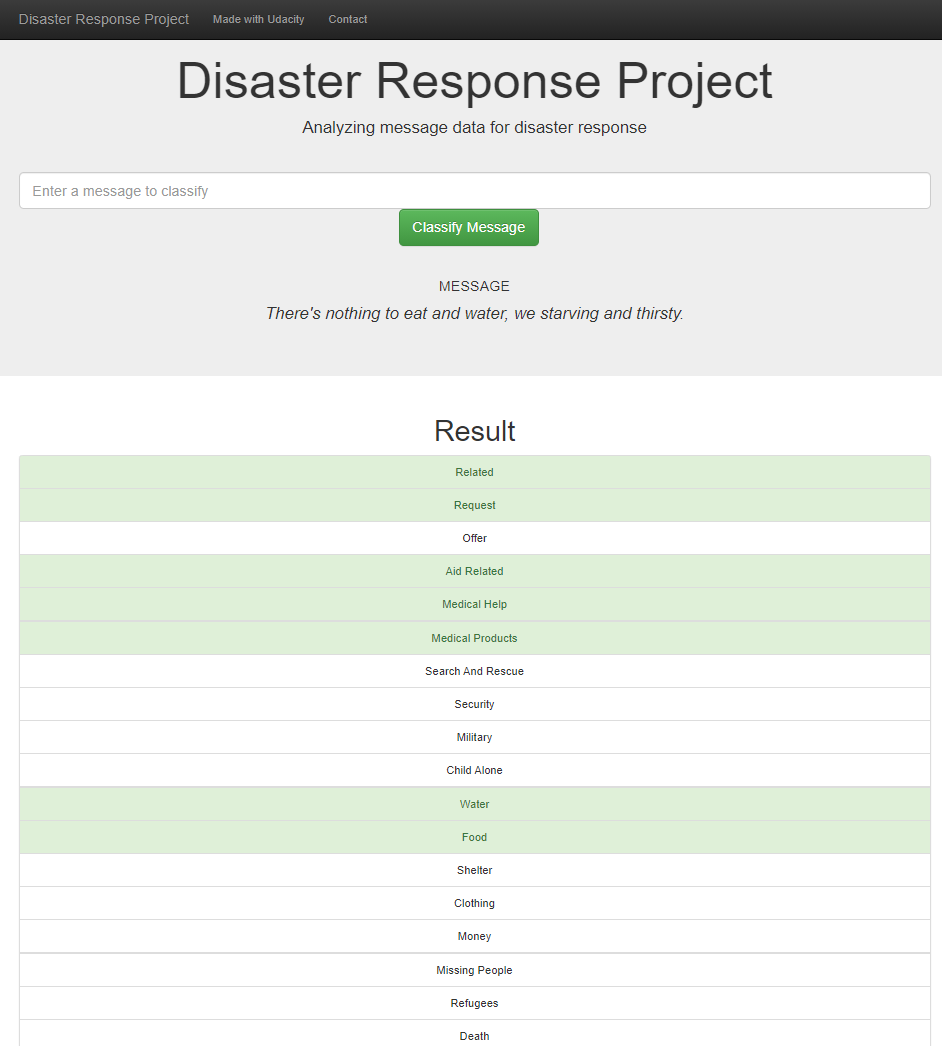 Disaster Response Project Made with Udacity Contact
Disaster Response Project
Analyzing message data for disaster response
Enter a message to classify
Classify Message
MESSAGE
There's nothing to eat and water, we starving and thirsty.
Result
Related
Request
Offer
Aid Related
Medical Help
Medical Products
Search And Rescue
Security
Military
Child Alone
Water
Food
Shelter
Clothing
Money
Missing People
Refugees
Death